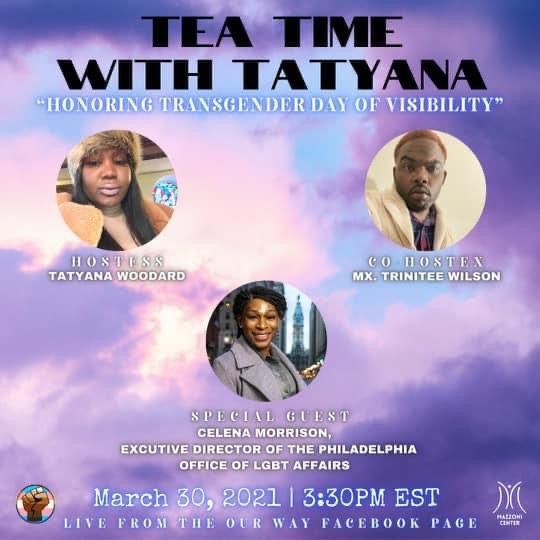 TEA TIME
WITH TATYANA
“HONORING TRANSGENDER DAY OF VISIBILITY”
HOSTESS
TATYANA WOODARD
CO HOSTEX
MX. TRINITEE WILSON
SPECIAL GUEST
CELENA MORRISON,
EXCUTIVE DIRECTOR OF THE PHILADELPHIA
OFFICE OF LGBT AFFAIRS
March 30, 2021 | 3:30PM EST
LIVE FROM THE OUR WAY FACEBOOK PAGE
MAZZONI
CENTER